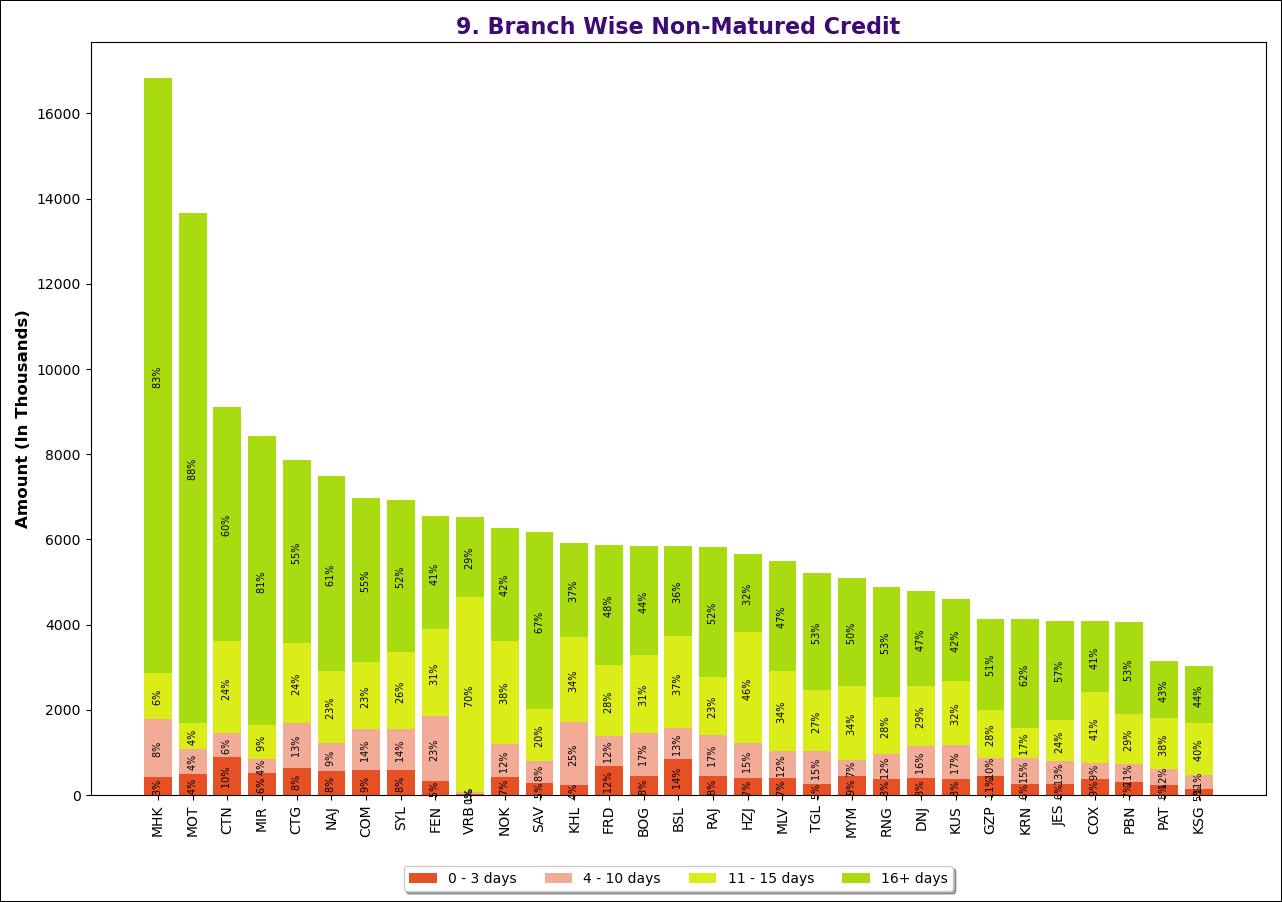 9. Branch Wise Non-Matured Credit
Amount (In Thousands)
16000
14000
12000
10000
8000
6000
4000
2000
0
83% 88% 60% 81% 55% 61% 55% 52% 41% 29% 42% 67% 37% 48% 44% 36% 52% 32% 47% 53% 50% 53% 47% 42% 51% 62% 57% 41% 53% 43% 44%
6% 4% 24% 9% 24% 23% 23% 26% 31% 70% 38% 20% 34% 28% 31% 37% 23% 46% 34% 27% 34% 28% 29% 32% 28% 17% 24% 41% 29% 38% 40%
8% 4% 6% 4% 13% 9% 14% 14% 23% 12% 8% 25% 12% 17% 13% 17% 15% 12% 15% 7% 12% 16% 17% 10% 15% 13% 9% 11% 12% 11%
3% 4% 10% 6% 8% 8% 9% 8% 5% 7% 5% 4% 12% 8% 14% 8% 7% 7% 5% 9% 8% 8% 11% 6% 6% 9% 7% 8% 5%
MHK MOT CTN MIR CTG NAJ COM SYL FEN VRB NOK SAV KHL FRD BOG BSL RAJ HZJ MLV TGL MYM RNG DNJ KUS GZP KRN JES COX PBN PAT KSG
0 - 3 days 4 - 10 days 11 - 15 days 16+ days